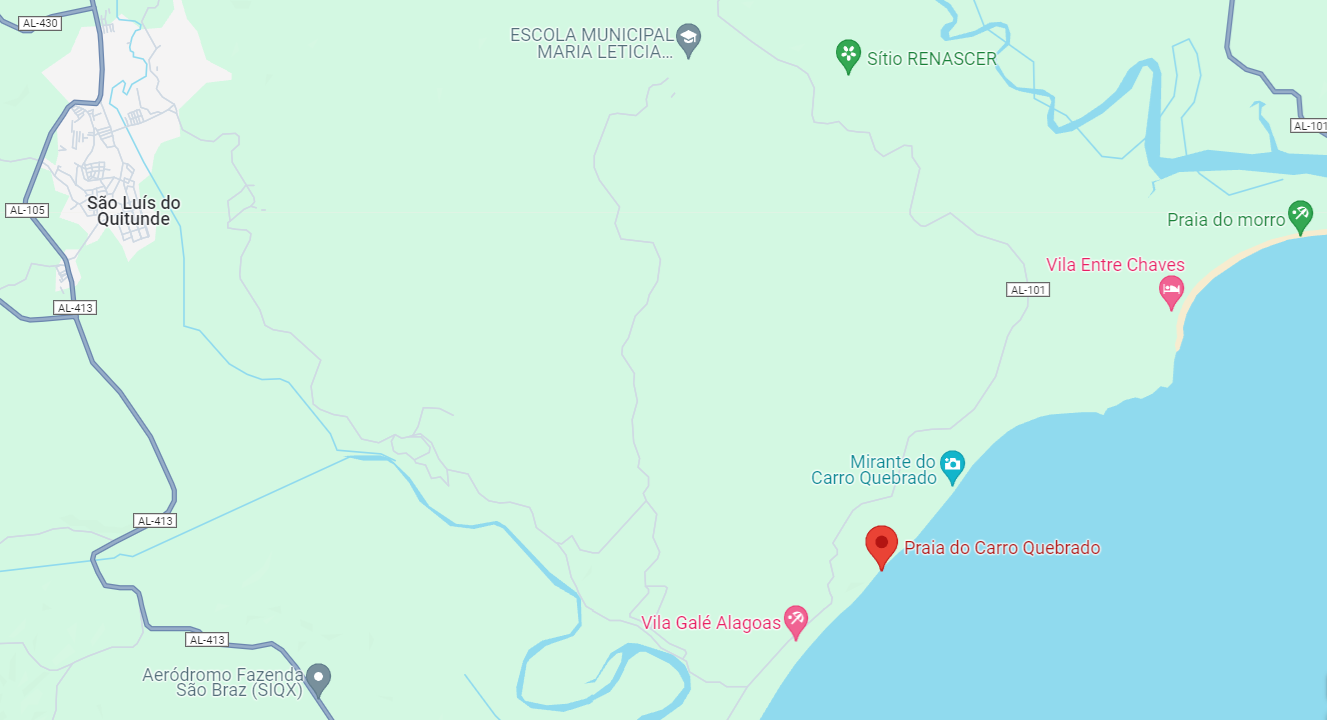 AL-430
ESCOLA MUNICIPAL
MARIA LETICIA...
Sítio RENASCER
AL-101
São Luís do
Quitunde
AL-105
Praia do morro
Vila Entre Chaves
AL-101
AL-413
Mirante do
Carro Quebrado
AL-413
Praia do Carro Quebrado
Vila Galé Alagoas
AL-413
Aeródromo Fazenda
São Braz (SIQX)